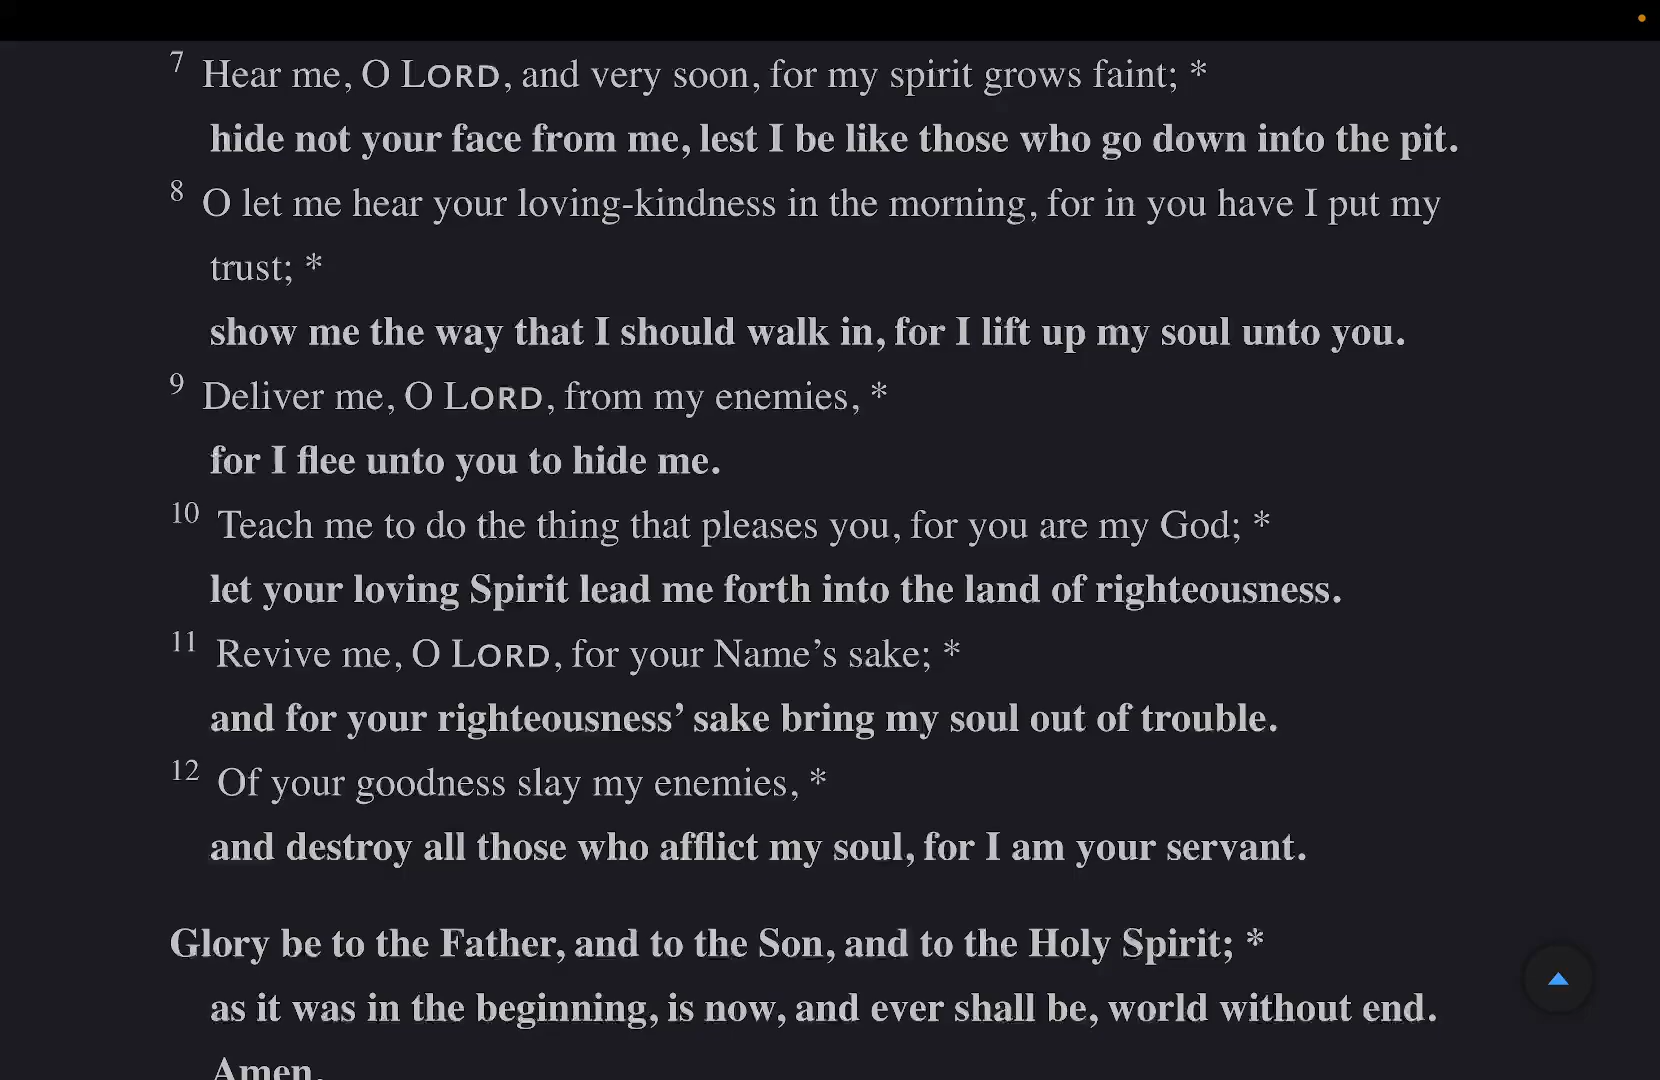 7 Hear me, O LORD, and very soon, for my spirit grows faint; *
hide not your face from me, lest I be like those who go down into the pit.
8 O let me hear your loving-kindness in the morning, for in you have I put my
trust; *
show me the way that I should walk in, for I lift up my soul unto you.
9 Deliver me, O LORD, from my enemies, *
for I flee unto you to hide me.
10 Teach me to do the thing that pleases you, for you are my God; *
let your loving Spirit lead me forth into the land of righteousness.
11 Revive me, O LORD, for your Name’s sake; *
and for your righteousness’ sake bring my soul out of trouble.
12 Of your goodness slay my enemies, *
and destroy all those who afflict my soul, for I am your servant.
Glory be to the Father, and to the Son, and to the Holy Spirit; *
as it was in the beginning, is now, and ever shall be, world without end.
Amen.